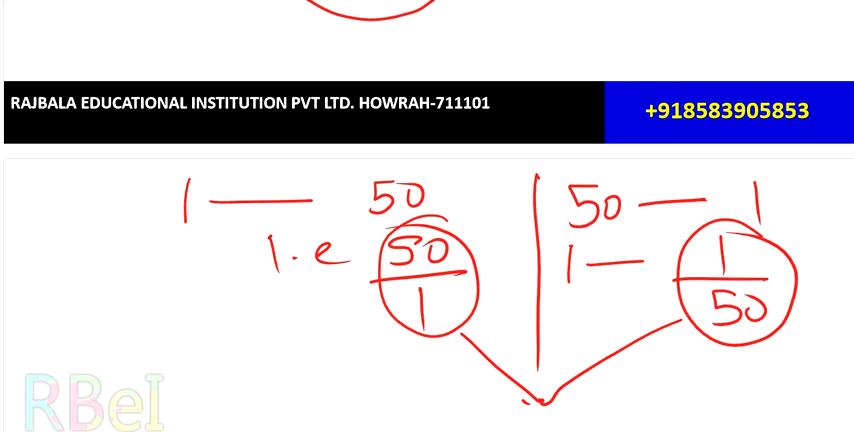 RAJBALA EDUCATIONAL INSTITUTION PVT LTD. HOWRAH-711101
+918583905853
1 — 50
i.e 50/1
50 — 1
1 — 1/50
RBeI